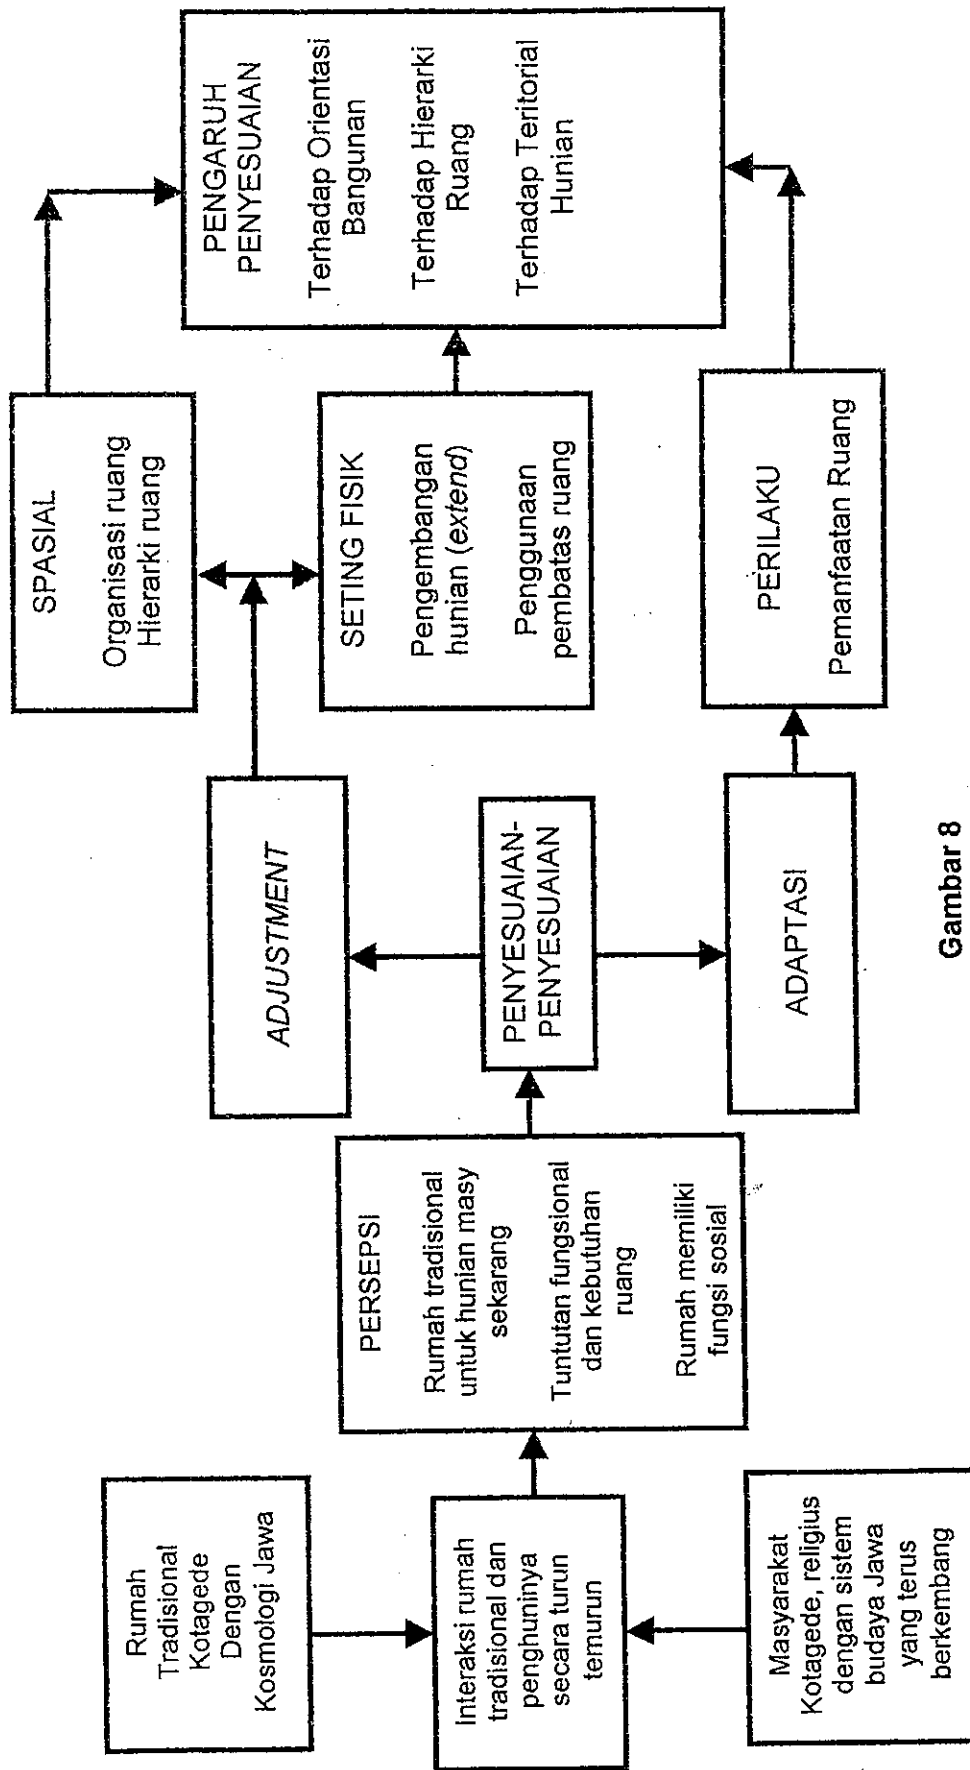 Rumah
Tradisional
Kotagede
Dengan
Kosmologi Jawa
Interaksi rumah
tradisional dan
penghuninya
secara turun
temurun
Masyarakat
Kotagede, religius
dengan sistem
budaya Jawa
yang terus
berkembang
PERSEPSI
Rumah tradisional
untuk hunian masy
sekarang
Tuntutan fungsional
dan kebutuhan
ruang
Rumah memiliki
fungsi sosial
PENYESUAIAN-
PENYESUAIAN
ADJUSTMENT
ADAPTASI
SPASIAL
Organisasi ruang
Hierarki ruang
SETING FISIK
Pengembangan
hunian (extend)
Penggunaan
pembatas ruang
PERILAKU
Pemanfaatan Ruang
PENGARUH
PENYESUAIAN
Terhadap Orientasi
Bangunan
Terhadap Hierarki
Ruang
Terhadap Teritorial
Hunian
Gambar 8